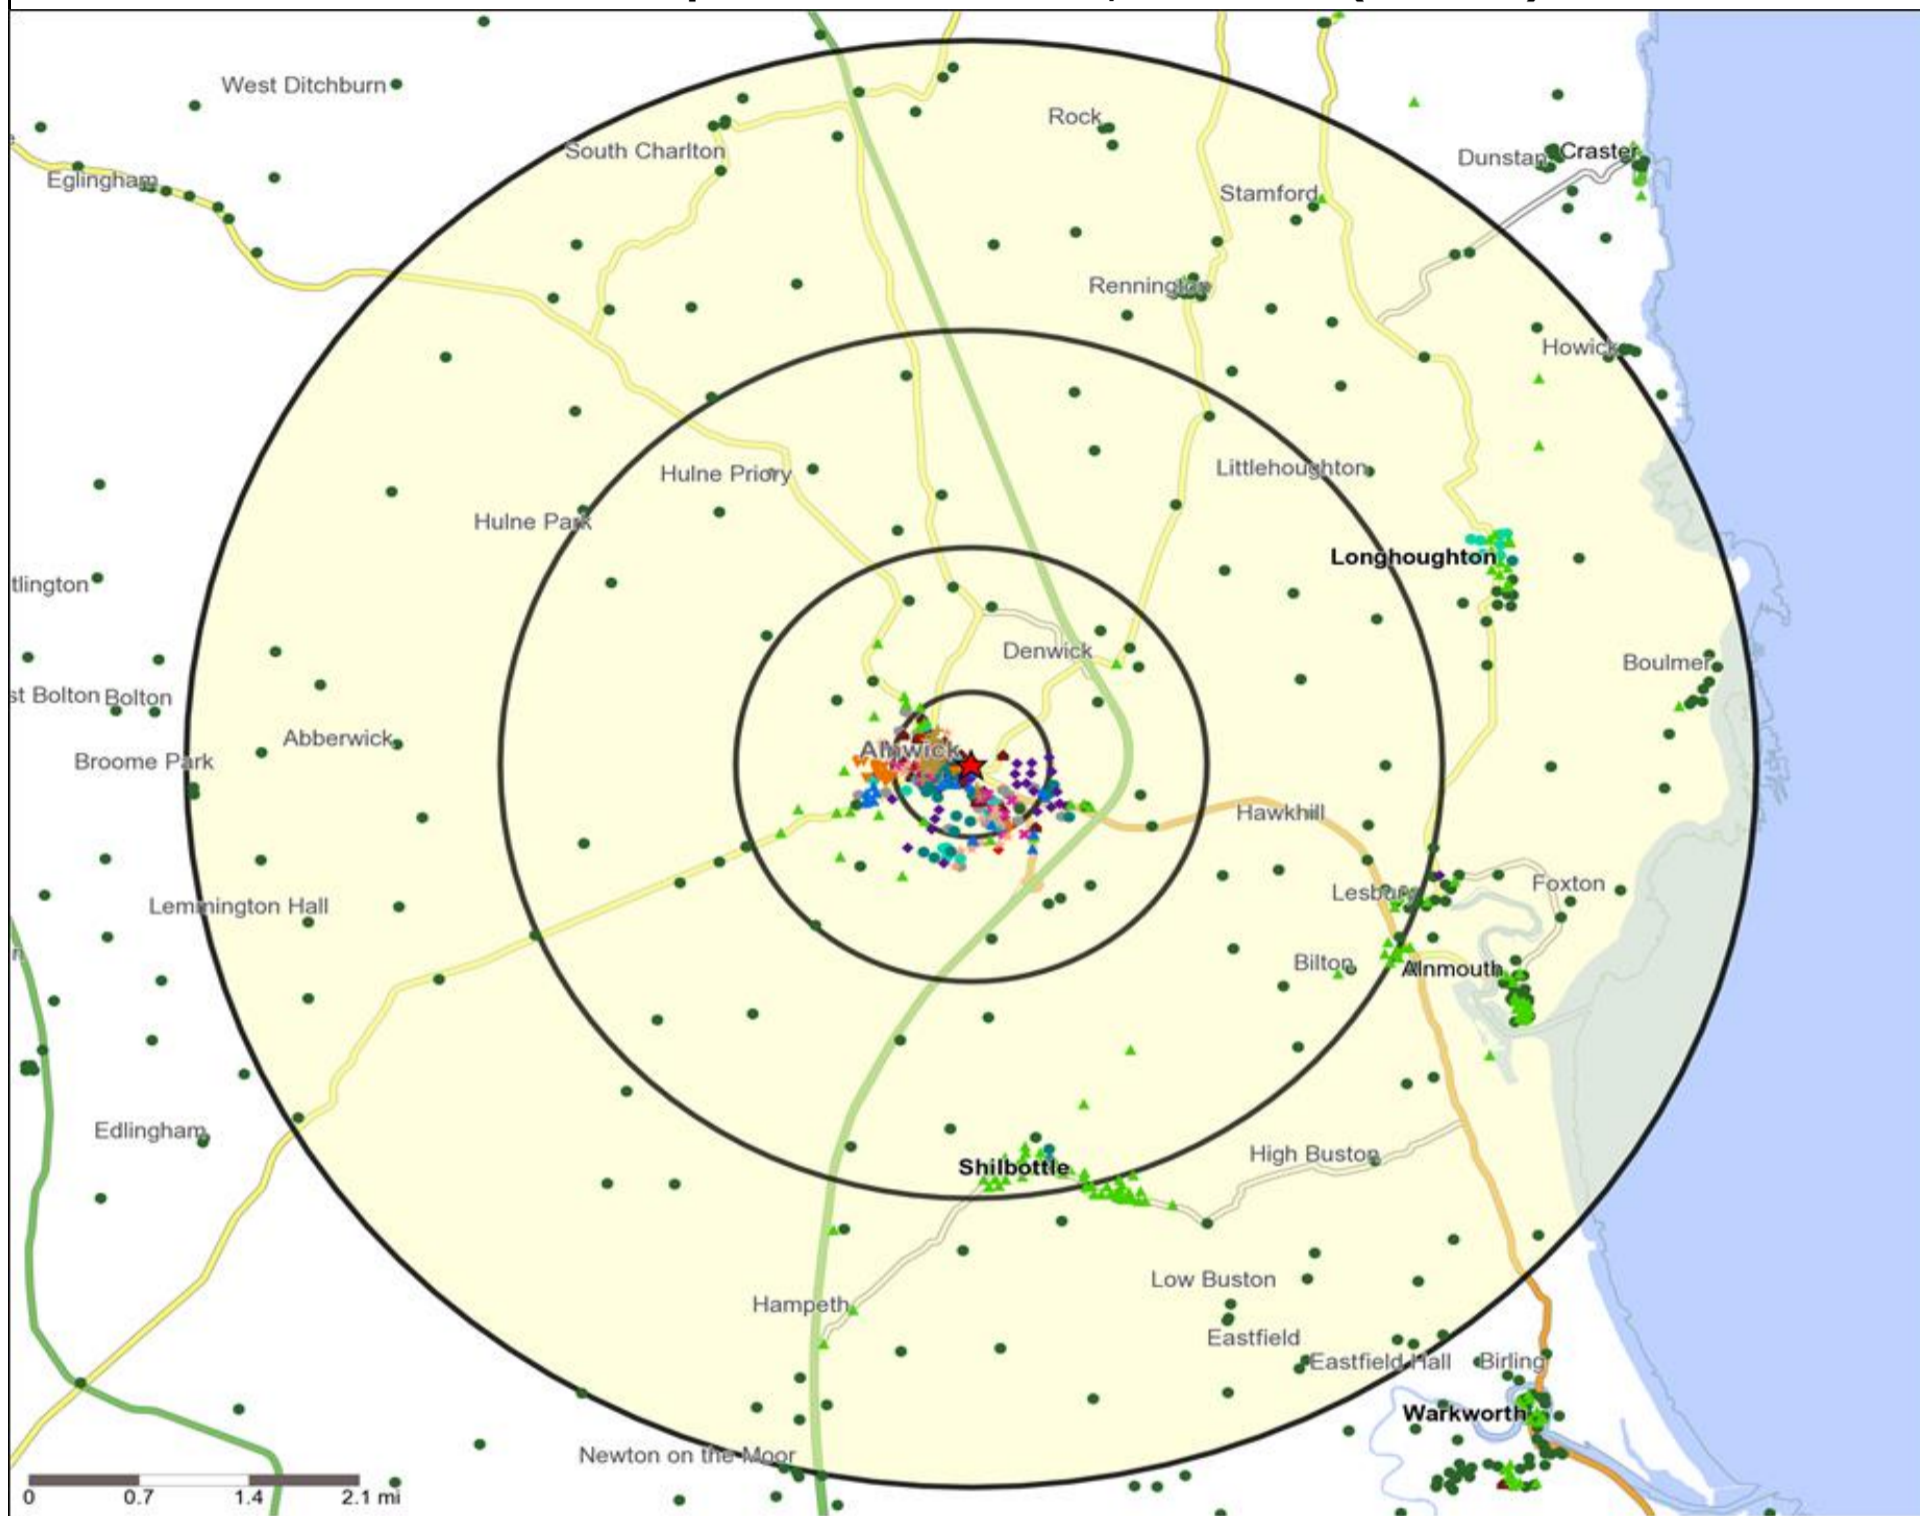 West Ditchburn
Rock
South Charlton
Dunstan
Craster
Eglingham
Stamford
Rennington
Howick
Hulne Priory
Littlehoughton
Hulne Park
Longhoughton
tlington
Denwick
Boulmer
st Bolton
Bolton
Abberwick
Alnwick
Broome Park
Hawkhill
Lesbury
Foxton
Lemmington Hall
Bilton
Alnmouth
Edlingham
High Buston
Shilbottle
Low Buston
Hampeth
Eastfield
Eastfield Hall
Birling
Warkworth
Newton on the Moor
0 0.7 1.4 2.1 mi